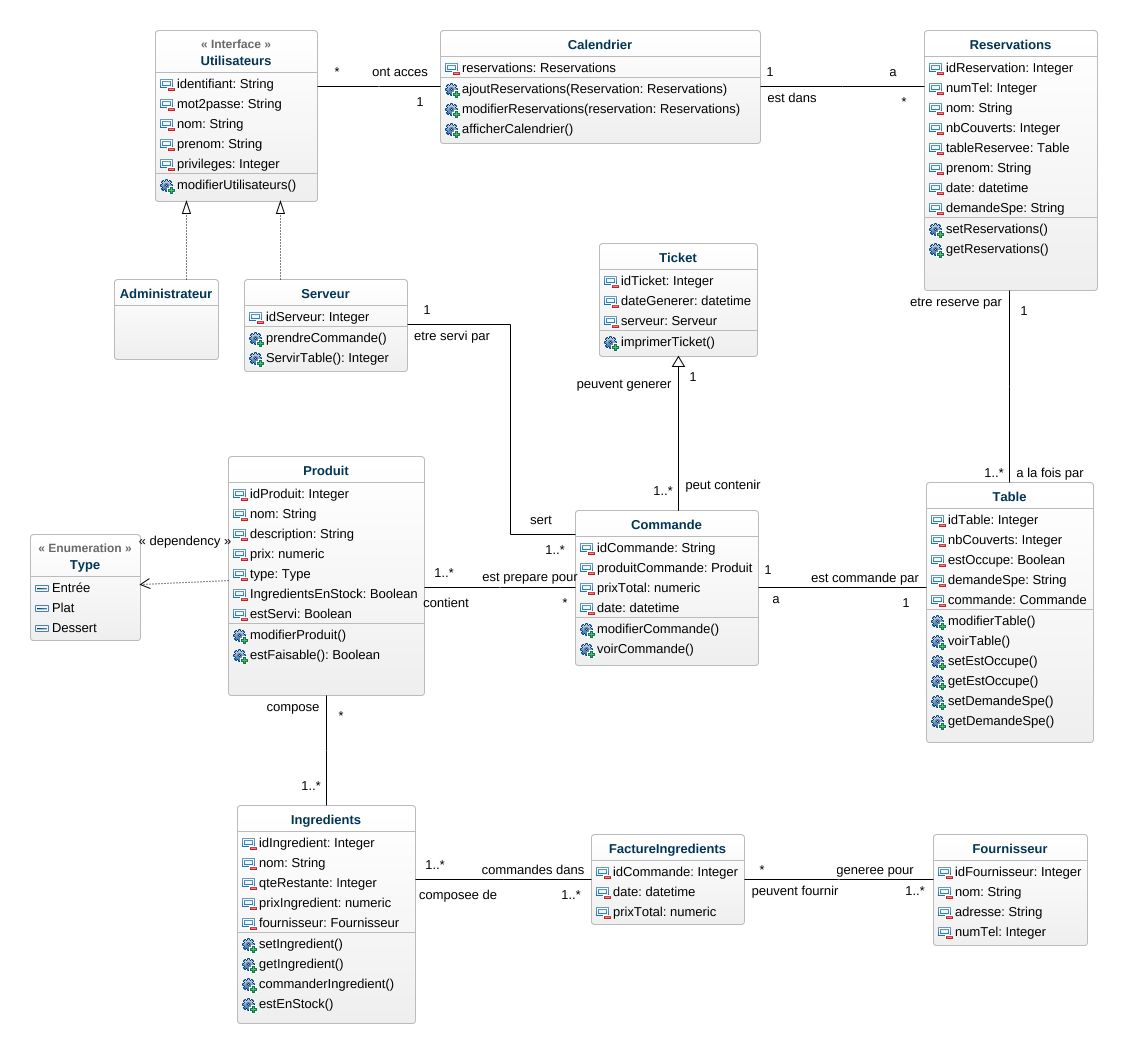 « Interface »
Utilisateurs
identifiant: String
mot2passe: String
nom: String
prenom: String
privileges: Integer
modifierUtilisateurs()
*
ont acces
1
Calendrier
reservations: Reservations
ajoutReservations(Reservation: Reservations)
modifierReservations(reservation: Reservations)
afficherCalendrier()
1
a
est dans
*
Reservations
idReservation: Integer
numTel: Integer
nom: String
nbCouverts: Integer
tableReservee: Table
prenom: String
date: datetime
demandeSpe: String
setReservations()
getReservations()
Administrateur
Serveur
idServeur: Integer
prendreCommande()
ServirTable(): Integer
1
etre servi par
Ticket
idTicket: Integer
dateGenerer: datetime
serveur: Serveur
imprimerTicket()
peuvent generer
1
etre reserve par
1
1..*
peut contenir
1..*
a la fois par
sert
1..*
Produit
idProduit: Integer
nom: String
description: String
prix: numeric
type: Type
IngredientsEnStock: Boolean
estServi: Boolean
modifierProduit()
estFaisable(): Boolean
« dependency »
« Enumeration »
Type
Entrée
Plat
Dessert
1..*
est prepare pour
contient
*
Commande
idCommande: String
produitCommande: Produit
prixTotal: numeric
date: datetime
modifierCommande()
voirCommande()
1
est commande par
a
1
Table
idTable: Integer
nbCouverts: Integer
estOccupe: Boolean
demandeSpe: String
commande: Commande
modifierTable()
voirTable()
setEstOccupe()
getEstOccupe()
setDemandeSpe()
getDemandeSpe()
compose
*
1..*
Ingredients
idIngredient: Integer
nom: String
qteRestante: Integer
prixIngredient: numeric
fournisseur: Fournisseur
setIngredient()
getIngredient()
commanderIngredient()
estEnStock()
1..*
commandes dans
composee de
1..*
FactureIngredients
idCommande: Integer
date: datetime
prixTotal: numeric
*
generee pour
peuvent fournir
1..*
Fournisseur
idFournisseur: Integer
nom: String
adresse: String
numTel: Integer